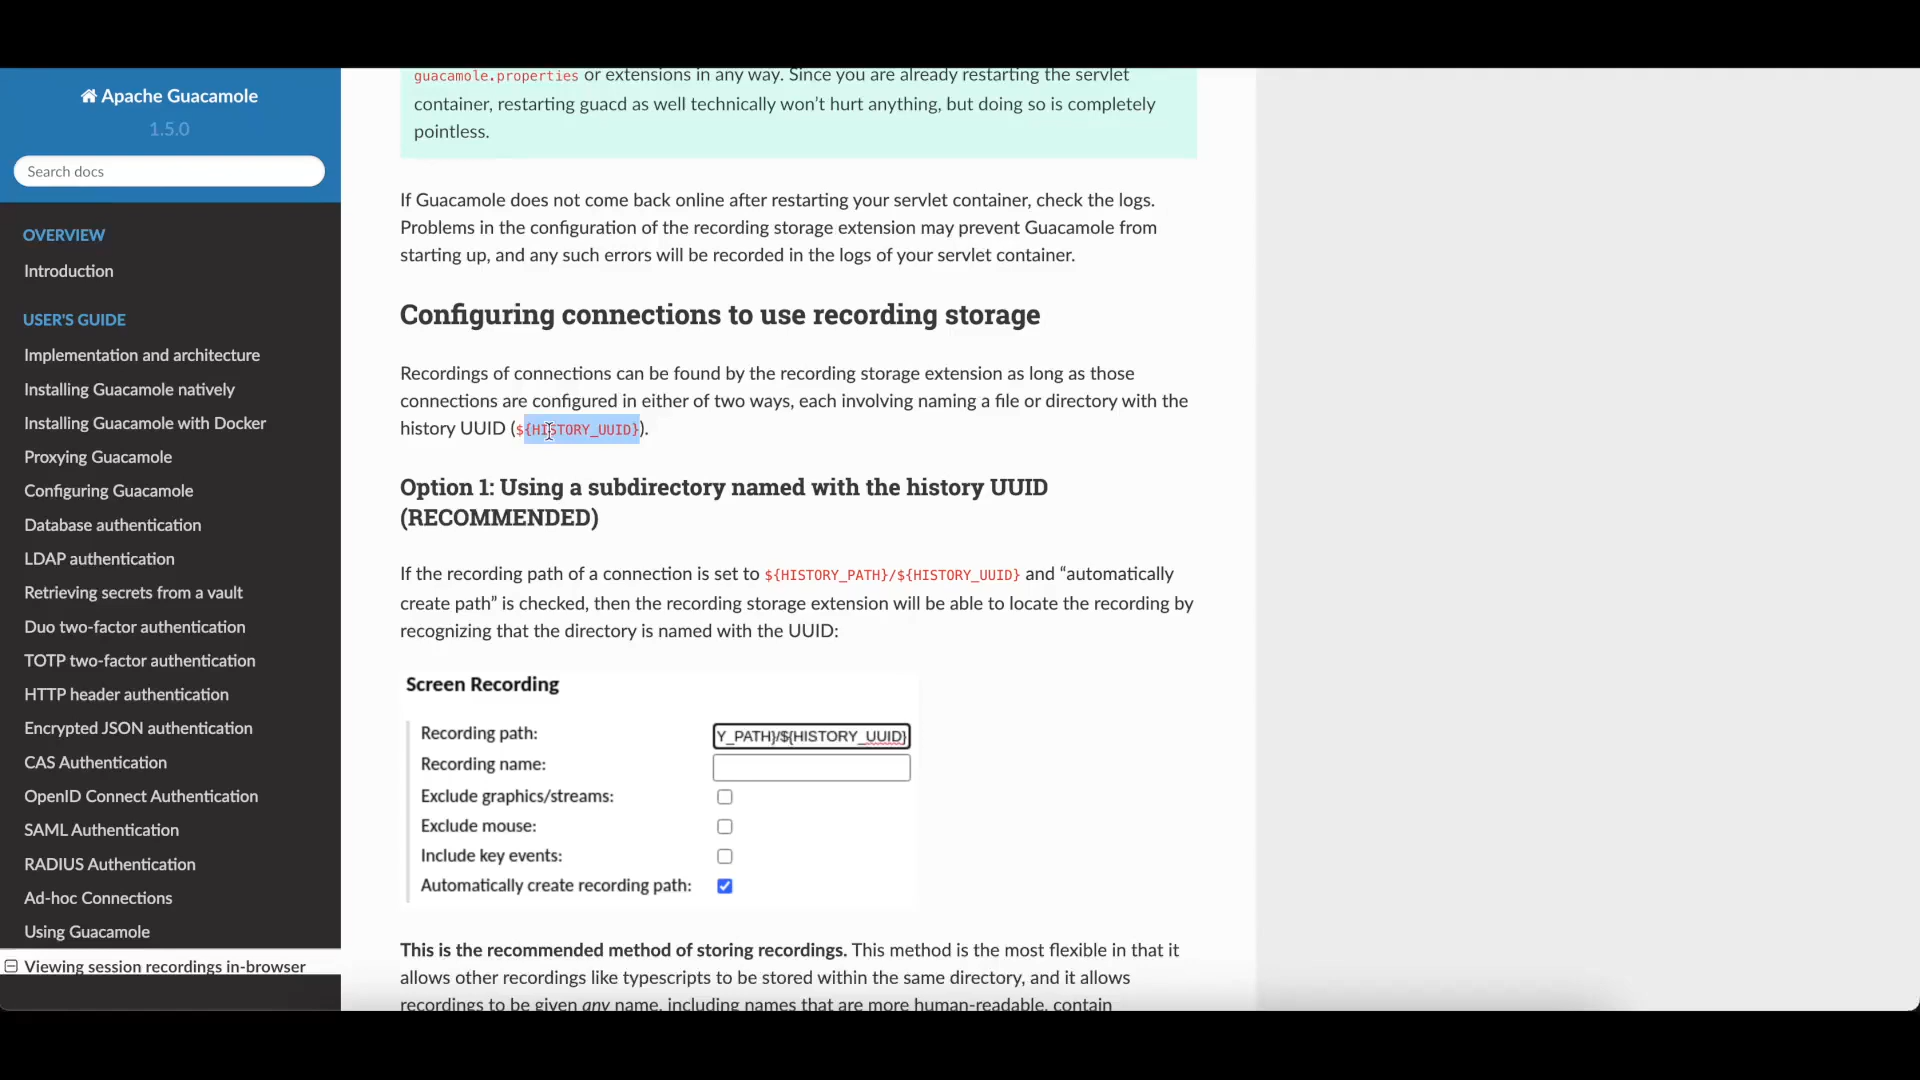 Apache Guacamole
1.5.0
Search docs
OVERVIEW
Introduction
USER'S GUIDE
Implementation and architecture
Installing Guacamole natively
Installing Guacamole with Docker
Proxying Guacamole
Configuring Guacamole
Database authentication
LDAP authentication
Retrieving secrets from a vault
Duo two-factor authentication
TOTP two-factor authentication
HTTP header authentication
Encrypted JSON authentication
CAS Authentication
OpenID Connect Authentication
SAML Authentication
RADIUS Authentication
Ad-hoc Connections
Using Guacamole
Viewing session recordings in-browser
guacamole.properties or extensions in any way. Since you are already restarting the servlet
container, restarting guacd as well technically won’t hurt anything, but doing so is completely
pointless.
If Guacamole does not come back online after restarting your servlet container, check the logs.
Problems in the configuration of the recording storage extension may prevent Guacamole from
starting up, and any such errors will be recorded in the logs of your servlet container.
Configuring connections to use recording storage
Recordings of connections can be found by the recording storage extension as long as those
connections are configured in either of two ways, each involving naming a file or directory with the
history UUID (${HISTORY_UUID}).
Option 1: Using a subdirectory named with the history UUID
(RECOMMENDED)
If the recording path of a connection is set to ${HISTORY_PATH}/${HISTORY_UUID} and “automatically
create path” is checked, then the recording storage extension will be able to locate the recording by
recognizing that the directory is named with the UUID:
Screen Recording
Recording path: Y_PATH}/${HISTORY_UUID}
Recording name:
Exclude graphics/streams:
Exclude mouse:
Include key events:
Automatically create recording path:
This is the recommended method of storing recordings. This method is the most flexible in that it
allows other recordings like typescripts to be stored within the same directory, and it allows
recordings to be given any name, including names that are more human-readable, contain